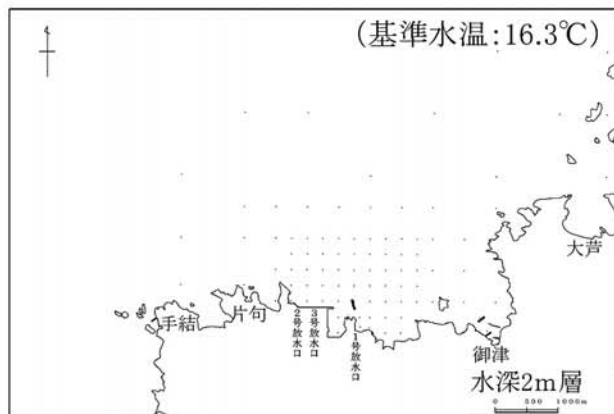 (基準水温:16.3℃)
大芦
手結
片句
2号放水口
3号放水口
1号放水口
御津
水深2m層
0 500 1000m